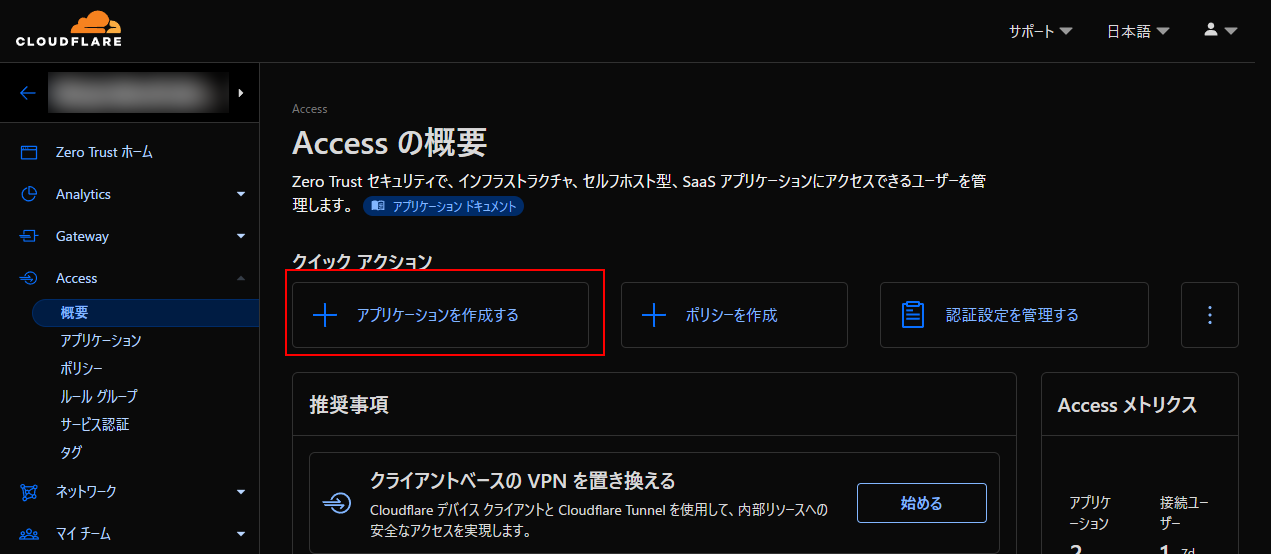 CLOUDFLARE
サポート
日本語
Zero Trust ホーム
Analytics
Gateway
Access
概要
アプリケーション
ポリシー
ルール グループ
サービス認証
タグ
ネットワーク
マイ チーム
Access
Access の概要
Zero Trust セキュリティで、インフラストラクチャ、セルフホスト型、SaaS アプリケーションにアクセスできるユーザーを管
理します。 アプリケーション ドキュメント
クイック アクション
アプリケーションを作成する
ポリシーを作成
認証設定を管理する
推奨事項
クライアントベースの VPN を置き換える
Cloudflare デバイス クライアントと Cloudflare Tunnel を使用して、内部リソースへの
安全なアクセスを実現します。
始める
Access メトリクス
アプリケ
ーション
2
接続ユー
ザー
1 7d